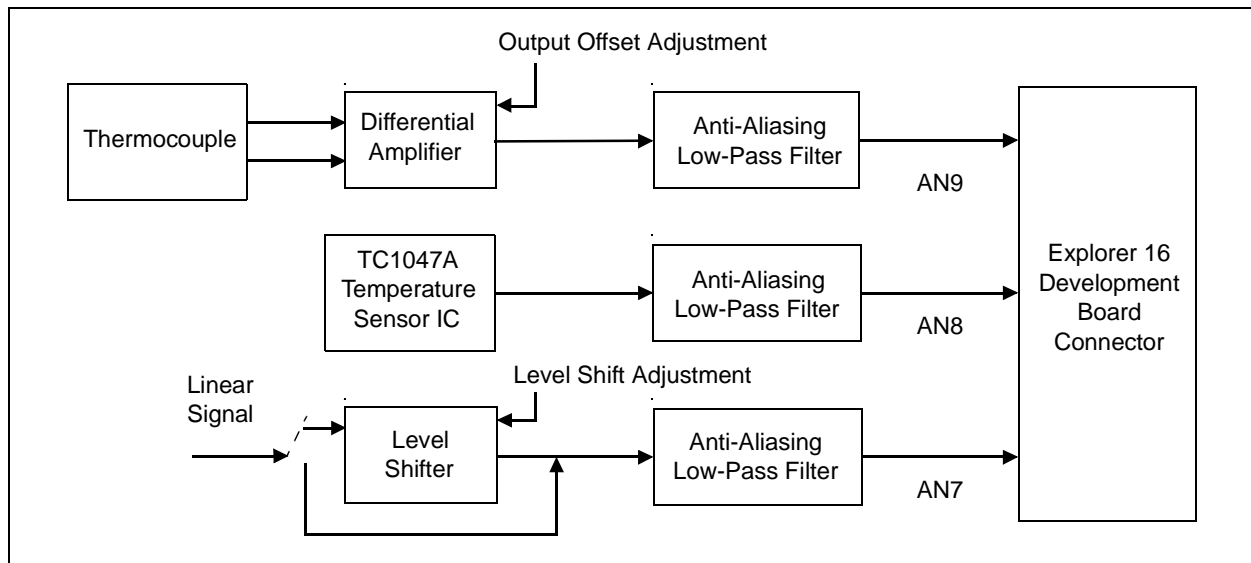 Output Offset Adjustment
Thermocouple
Differential
Amplifier
Anti-Aliasing
Low-Pass Filter
AN9
TC1047A
Temperature
Sensor IC
Anti-Aliasing
Low-Pass Filter
AN8
Explorer 16
Development
Board
Connector
Level Shift Adjustment
Linear
Signal
Level
Shifter
Anti-Aliasing
Low-Pass Filter
AN7